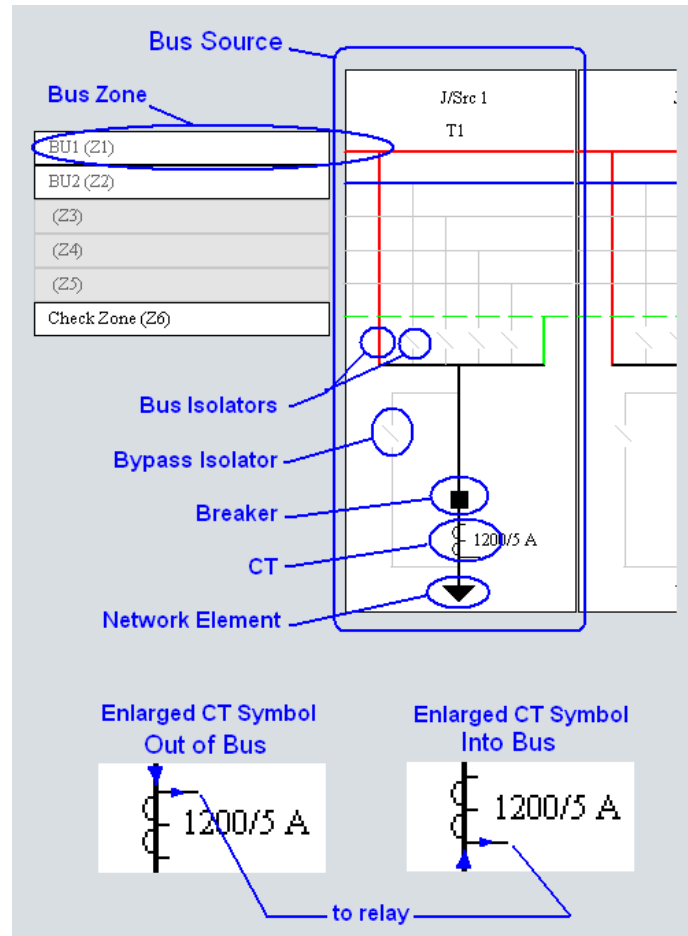 Bus Source
Bus Zone
J/Src 1
T1
BU1 (Z1)
BU2 (Z2)
(Z3)
(Z4)
(Z5)
Check Zone (Z6)
Bus Isolators
Bypass Isolator
Breaker
CT
1200/5 A
Network Element
Enlarged CT Symbol
Out of Bus
Enlarged CT Symbol
Into Bus
1200/5 A
1200/5 A
to relay